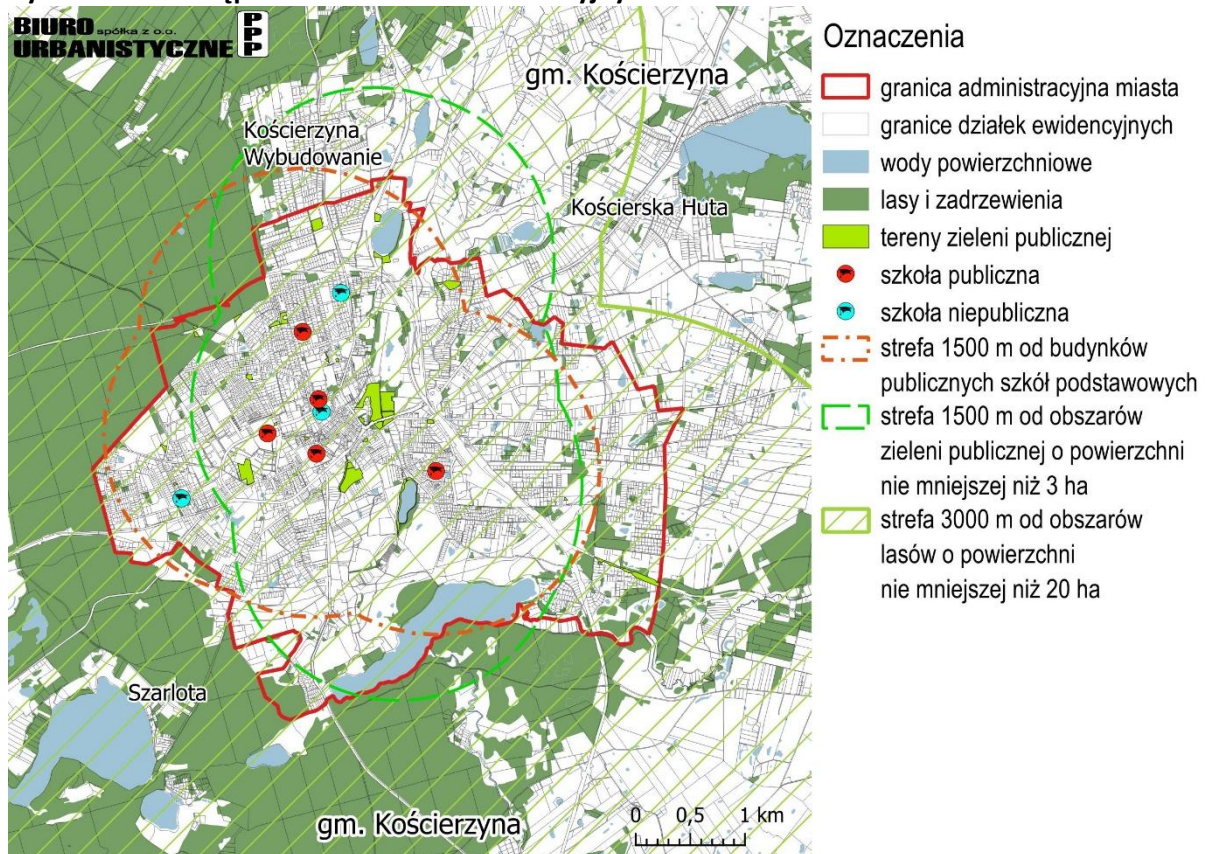 BIURO spółka z o.o.
URBANISTYCZNE
PPP
gm. Kościerzyna
Kościerzyna
Wybudowanie
Kościerska Huta
Szarlota
gm. Kościerzyna
0 0,5 1 km
Oznaczenia
granica administracyjna miasta
granice działek ewidencyjnych
wody powierzchniowe
lasy i zadrzewienia
tereny zieleni publicznej
szkoła publiczna
szkoła niepubliczna
strefa 1500 m od budynków
publicznych szkół podstawowych
strefa 1500 m od obszarów
zieleni publicznej o powierzchni
nie mniejszej niż 3 ha
strefa 3000 m od obszarów
lasów o powierzchni
nie mniejszej niż 20 ha